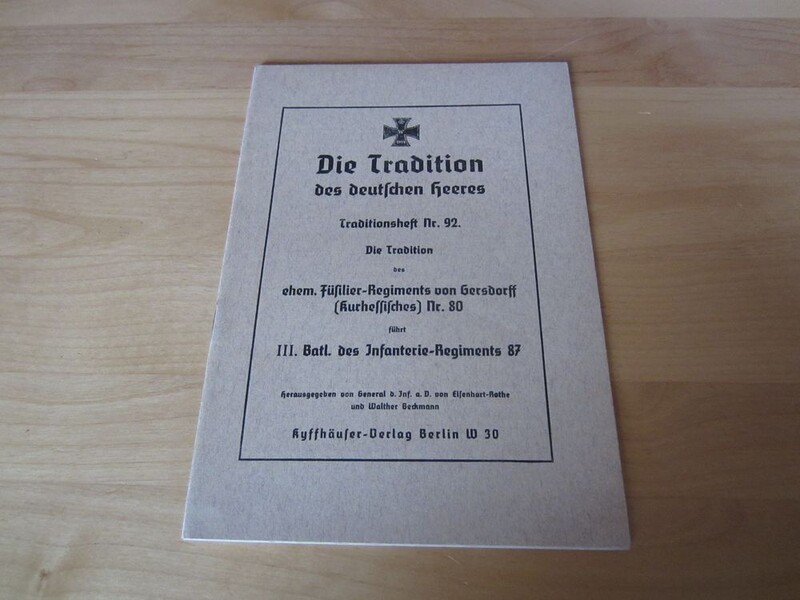 Die Tradition
des deutſchen Heeres
Traditionsheft Nr. 92.
Die Tradition
des
ehem. Füſilier-Regiments von Gersdorff
(Kurheſſiſches) Nr. 80
führt
III. Batl. des Infanterie-Regiments 87
Herausgegeben von General d. Inf. a. D. von Eiſenhart-Rothe
und Walther Beckmann
Kyffhäuſer-Verlag Berlin W 30